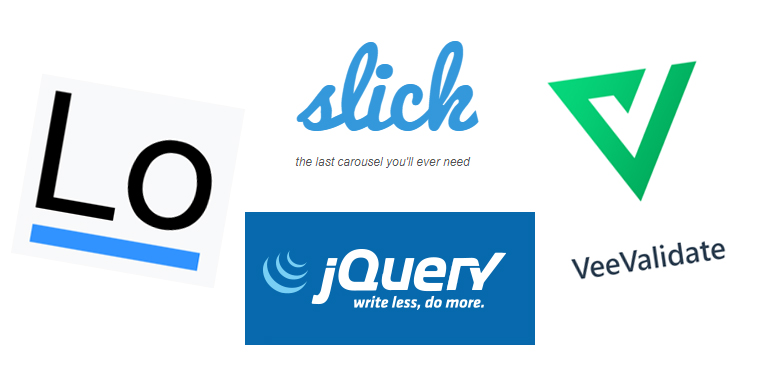 Lo
slick
the last carousel you'll ever need
jQuery
write less, do more.
VeeValidate